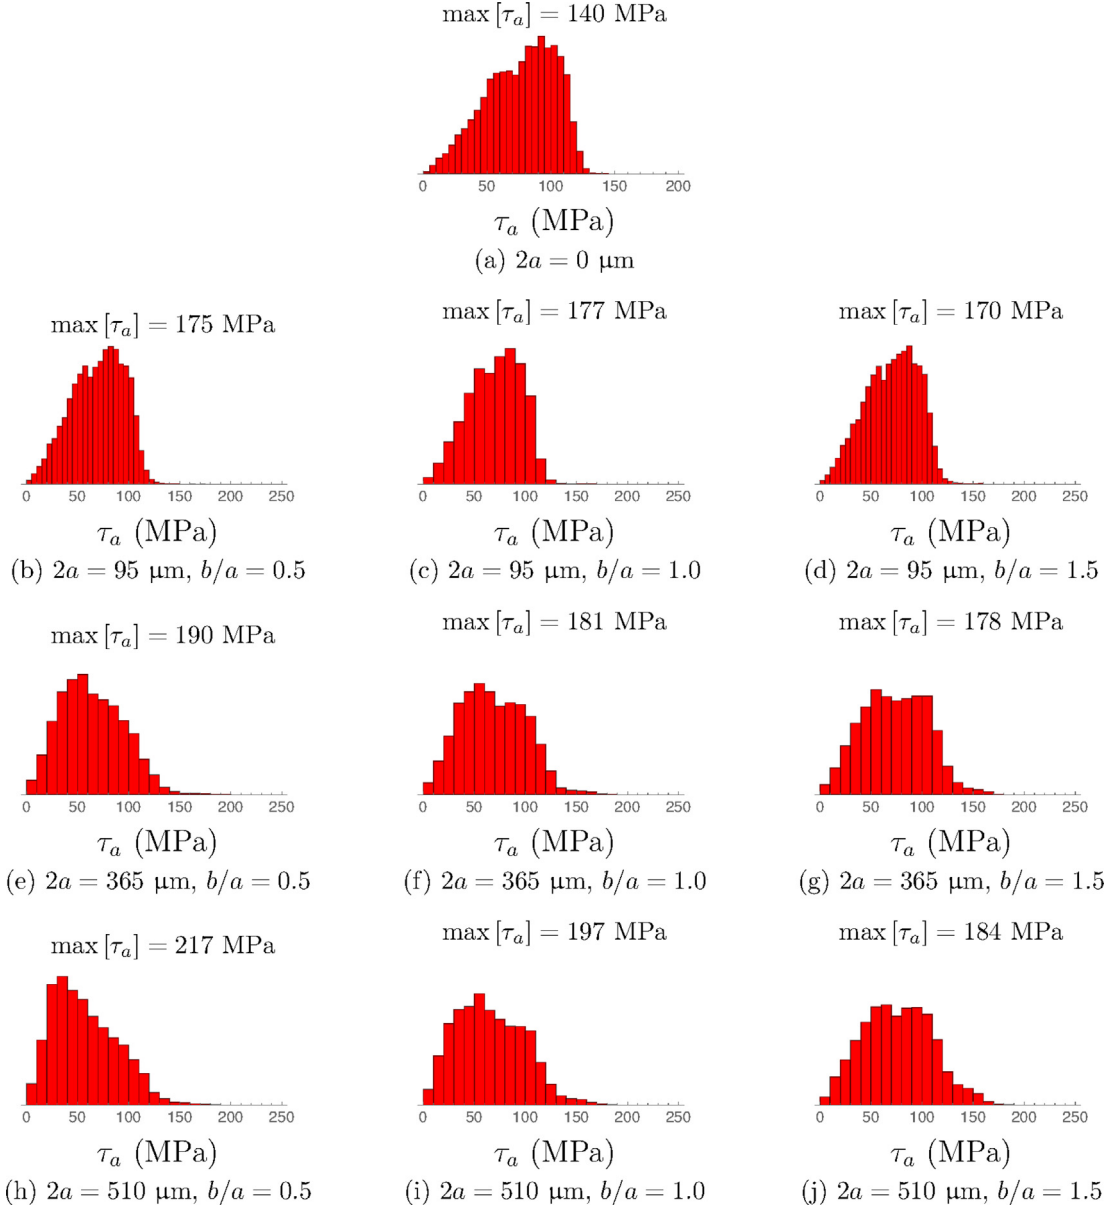 max [τₐ] = 140 MPa
0 50 100 150 200
τₐ (MPa)
(a) 2a = 0 μm
max [τₐ] = 175 MPa
max [τₐ] = 177 MPa
max [τₐ] = 170 MPa
0 50 100 150 200 250
0 50 100 150 200 250
0 50 100 150 200 250
τₐ (MPa)
τₐ (MPa)
τₐ (MPa)
(b) 2a = 95 μm, b/a = 0.5
(c) 2a = 95 μm, b/a = 1.0
(d) 2a = 95 μm, b/a = 1.5
max [τₐ] = 190 MPa
max [τₐ] = 181 MPa
max [τₐ] = 178 MPa
0 50 100 150 200 250
0 50 100 150 200 250
0 50 100 150 200 250
τₐ (MPa)
τₐ (MPa)
τₐ (MPa)
(e) 2a = 365 μm, b/a = 0.5
(f) 2a = 365 μm, b/a = 1.0
(g) 2a = 365 μm, b/a = 1.5
max [τₐ] = 217 MPa
max [τₐ] = 197 MPa
max [τₐ] = 184 MPa
0 50 100 150 200 250
0 50 100 150 200 250
0 50 100 150 200 250
τₐ (MPa)
τₐ (MPa)
τₐ (MPa)
(h) 2a = 510 μm, b/a = 0.5
(i) 2a = 510 μm, b/a = 1.0
(j) 2a = 510 μm, b/a = 1.5